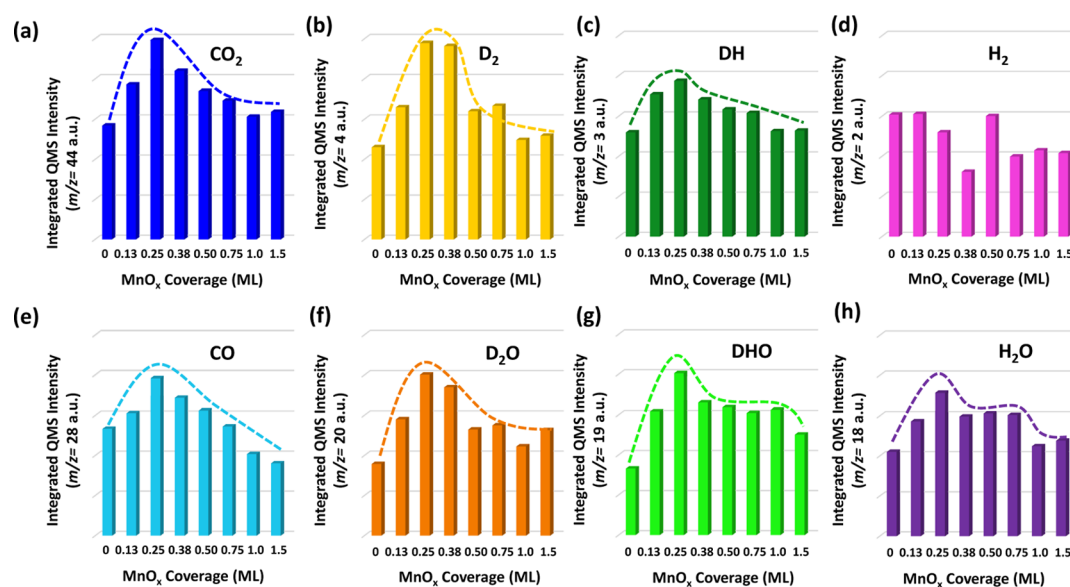 (a)
CO₂
Integrated QMS Intensity
(m/z= 44 a.u.)
0 0.13 0.25 0.38 0.50 0.75 1.0 1.5
MnOₓ Coverage (ML)
(b)
D₂
Integrated QMS Intensity
(m/z= 4 a.u.)
0 0.13 0.25 0.38 0.50 0.75 1.0 1.5
MnOₓ Coverage (ML)
(c)
DH
Integrated QMS Intensity
(m/z= 3 a.u.)
0 0.13 0.25 0.38 0.50 0.75 1.0 1.5
MnOₓ Coverage (ML)
(d)
H₂
Integrated QMS Intensity
(m/z= 2 a.u.)
0 0.13 0.25 0.38 0.50 0.75 1.0 1.5
MnOₓ Coverage (ML)
(e)
CO
Integrated QMS Intensity
(m/z= 28 a.u.)
0 0.13 0.25 0.38 0.50 0.75 1.0 1.5
MnOₓ Coverage (ML)
(f)
D₂O
Integrated QMS Intensity
(m/z= 20 a.u.)
0 0.13 0.25 0.38 0.50 0.75 1.0 1.5
MnOₓ Coverage (ML)
(g)
DHO
Integrated QMS Intensity
(m/z= 19 a.u.)
0 0.13 0.25 0.38 0.50 0.75 1.0 1.5
MnOₓ Coverage (ML)
(h)
H₂O
Integrated QMS Intensity
(m/z= 18 a.u.)
0 0.13 0.25 0.38 0.50 0.75 1.0 1.5
MnOₓ Coverage (ML)